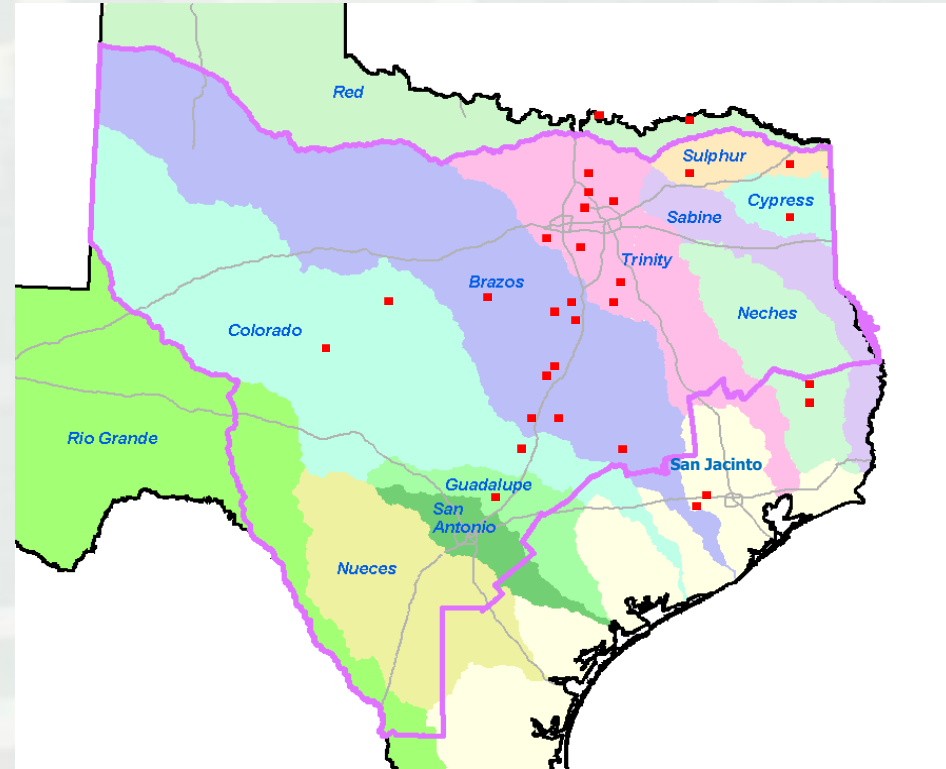 Red
Sulphur
Cypress
Sabine
Trinity
Brazos
Neches
Colorado
Rio Grande
San Jacinto
Guadalupe
San
Antonio
Nueces